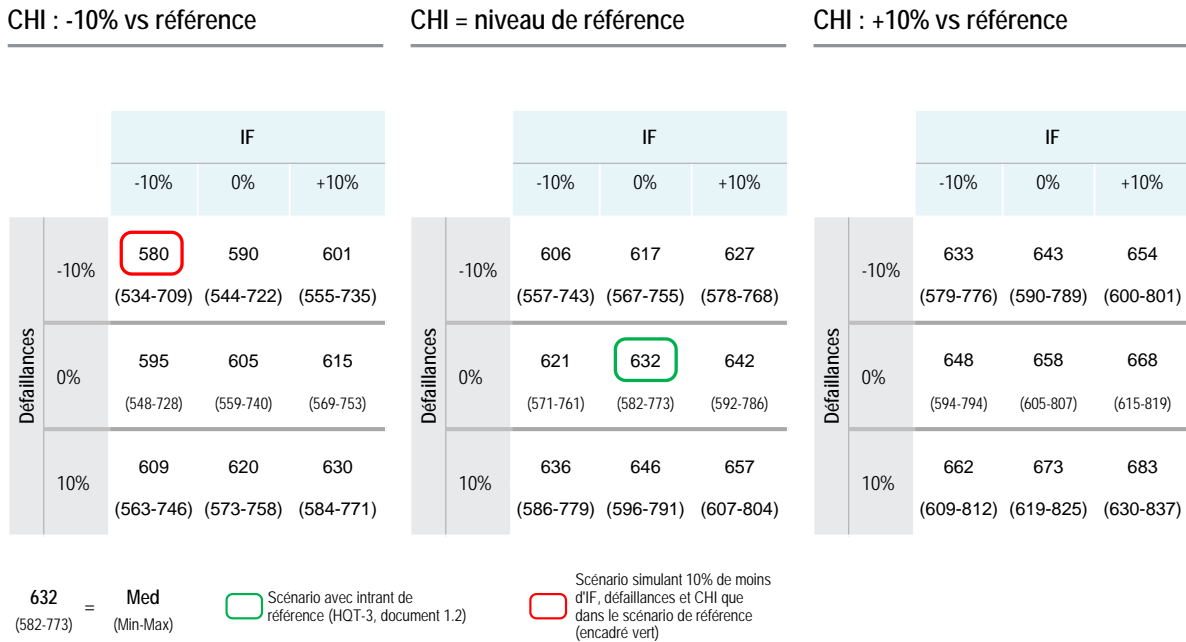 CHI : -10% vs référence
CHI = niveau de référence
CHI : +10% vs référence
IF
-10% 0% +10%
Défaillances
-10%
580 590 601
(534-709) (544-722) (555-735)
0%
595 605 615
(548-728) (559-740) (569-753)
10%
609 620 630
(563-746) (573-758) (584-771)
IF
-10% 0% +10%
Défaillances
-10%
606 617 627
(557-743) (567-755) (578-768)
0%
621 632 642
(571-761) (582-773) (592-786)
10%
636 646 657
(586-779) (596-791) (607-804)
IF
-10% 0% +10%
Défaillances
-10%
633 643 654
(579-776) (590-789) (600-801)
0%
648 658 668
(594-794) (605-807) (615-819)
10%
662 673 683
(609-812) (619-825) (630-837)
632 = Med
(582-773) (Min-Max)
Scénario avec intrant de
référence (HQT-3, document 1.2)
Scénario simulant 10% de moins
d'IF, défaillances et CHI que
dans le scénario de référence
(encadré vert)